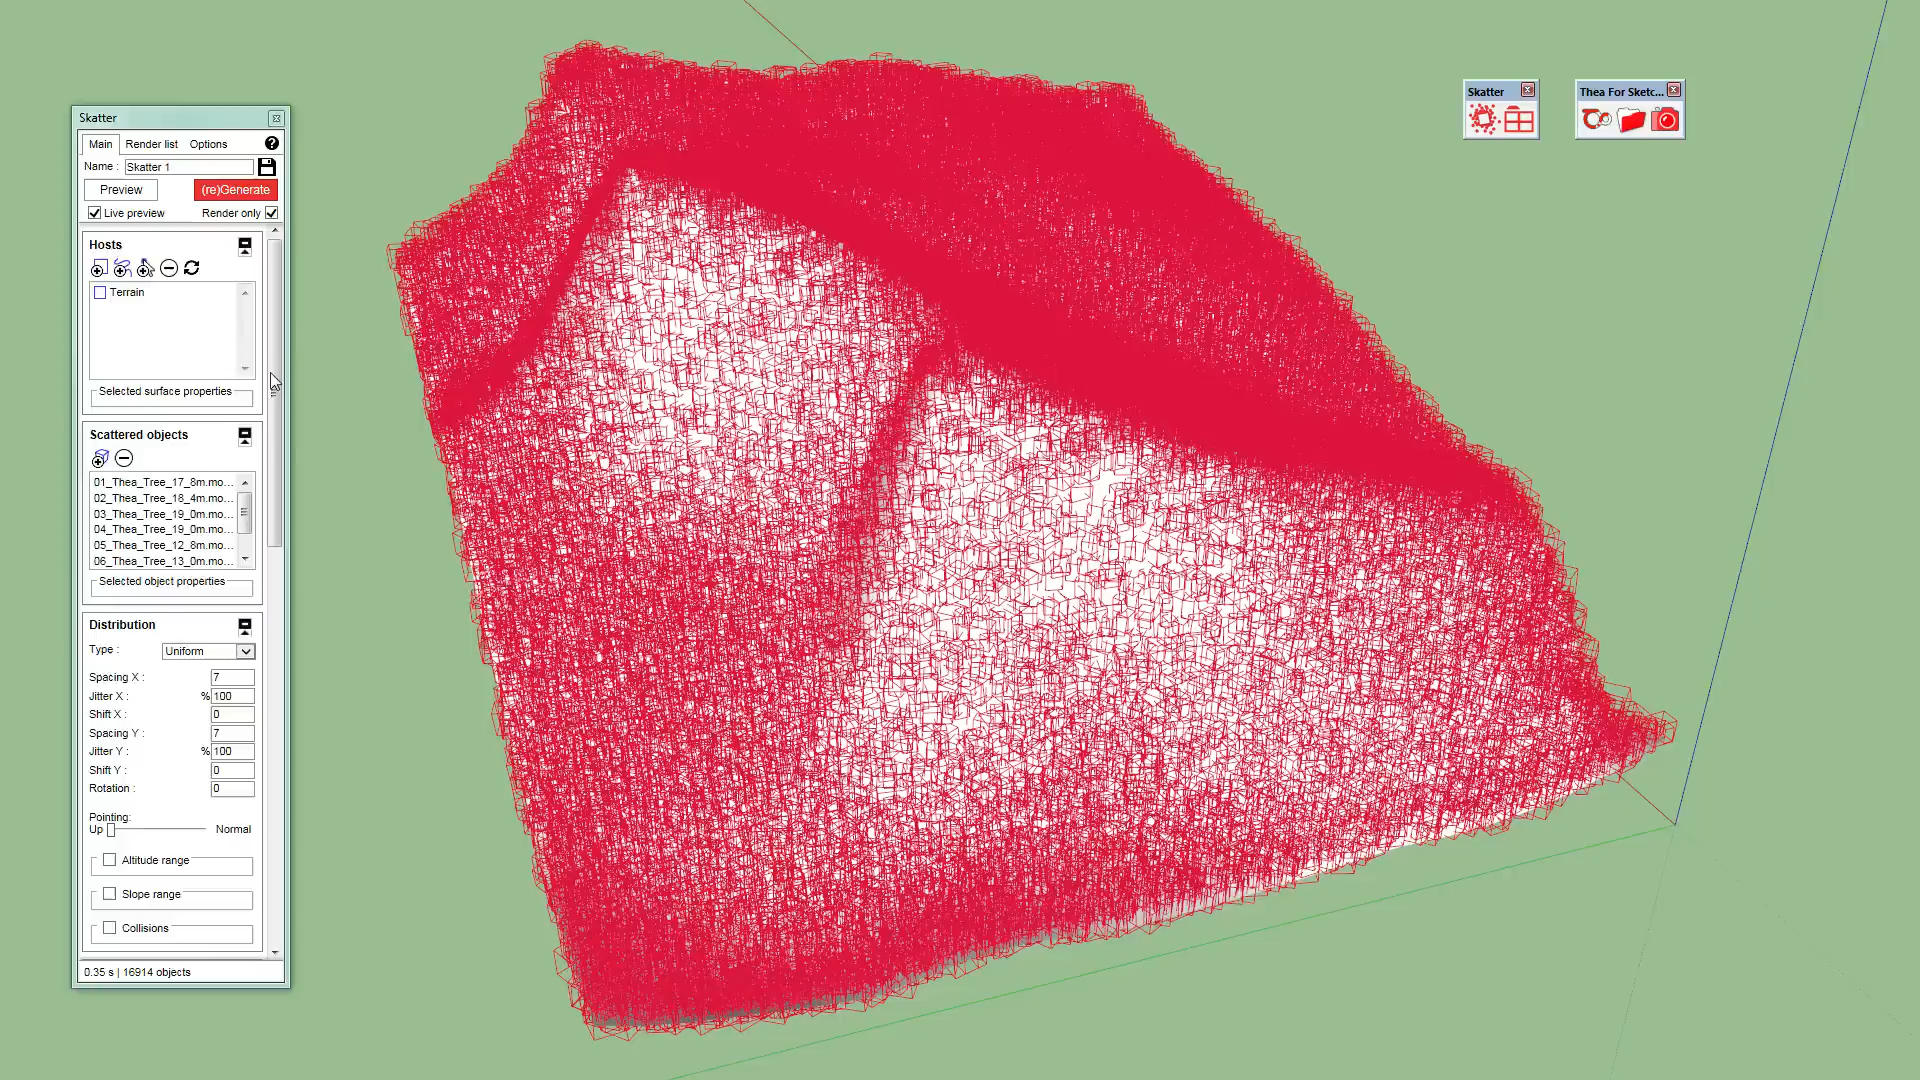 Skatter
Main Render list Options
Name : Skatter 1
Preview (re)Generate
Live preview Render only
Hosts
Terrain
Selected surface properties
Scattered objects
01_Thea_Tree_17_8m.mo...
02_Thea_Tree_18_4m.mo...
03_Thea_Tree_19_0m.mo...
04_Thea_Tree_19_0m.mo...
05_Thea_Tree_12_8m.mo...
06_Thea_Tree_13_0m.mo...
Selected object properties
Distribution
Type : Uniform
Spacing X : 7
Jitter X : % 100
Shift X : 0
Spacing Y : 7
Jitter Y : % 100
Shift Y : 0
Rotation : 0
Pointing:
Up Normal
Altitude range
Slope range
Collisions
0.35 s | 16914 objects
Skatter
Thea For Sketc...